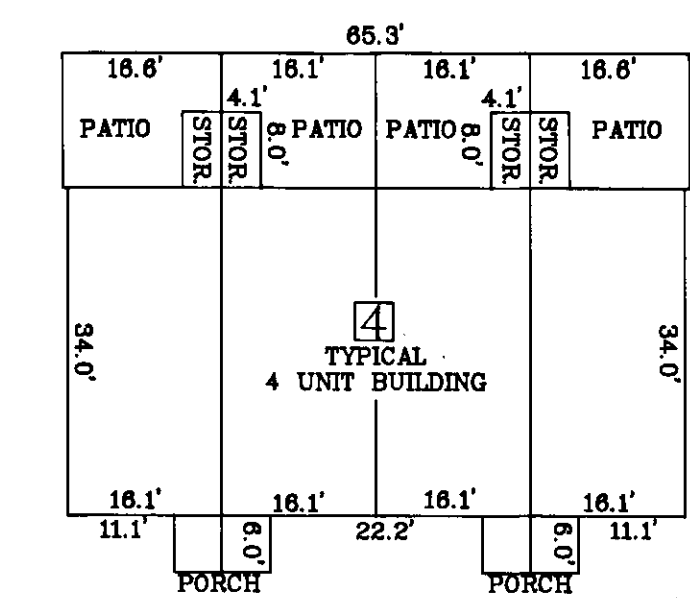 65.3'
16.6' 16.1' 16.1' 16.6'
4.1' 4.1'
PATIO STOR. STOR. 8.0' PATIO PATIO 8.0' STOR. STOR. PATIO
4
34.0' 34.0'
TYPICAL
4 UNIT BUILDING
16.1' 16.1' 16.1' 16.1'
11.1' 6.0' 22.2' 6.0' 11.1'
PORCH PORCH